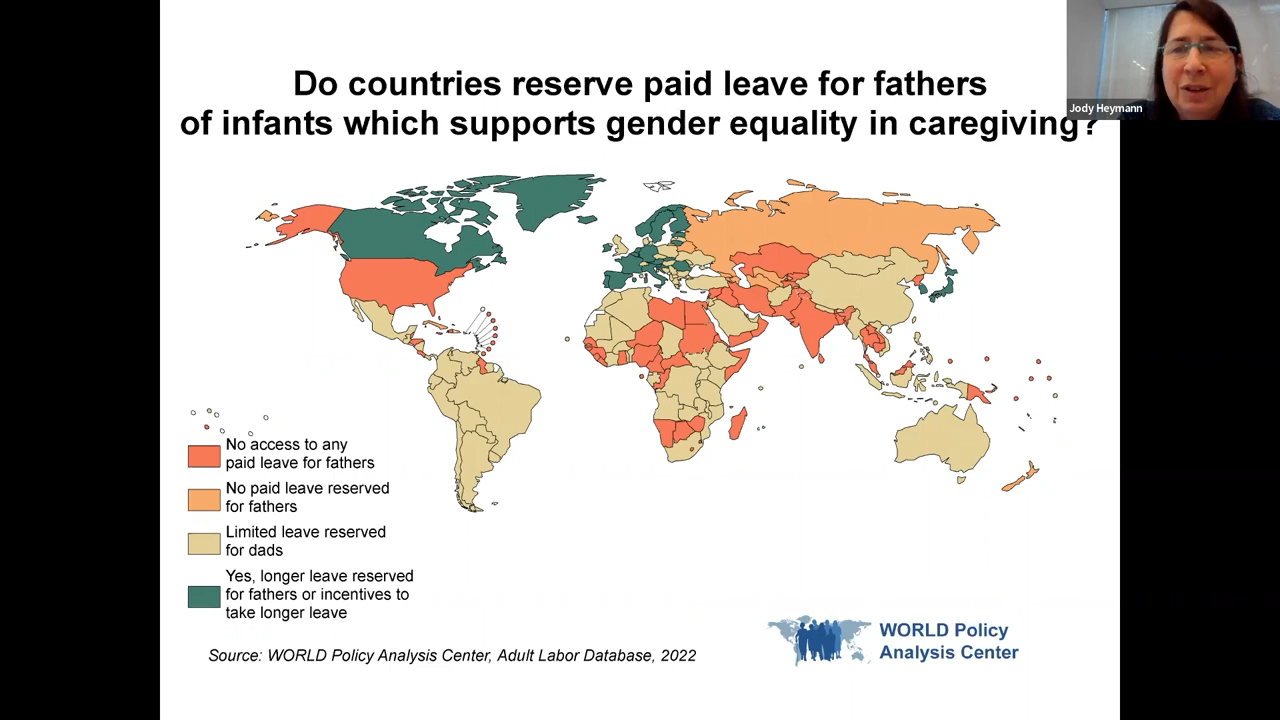 Do countries reserve paid leave for fathers
of infants which supports gender equality in caregiving?
Jody Heymann
No access to any
paid leave for fathers
No paid leave reserved
for fathers
Limited leave reserved
for dads
Yes, longer leave reserved
for fathers or incentives to
take longer leave
Source: WORLD Policy Analysis Center, Adult Labor Database, 2022
WORLD Policy
Analysis Center